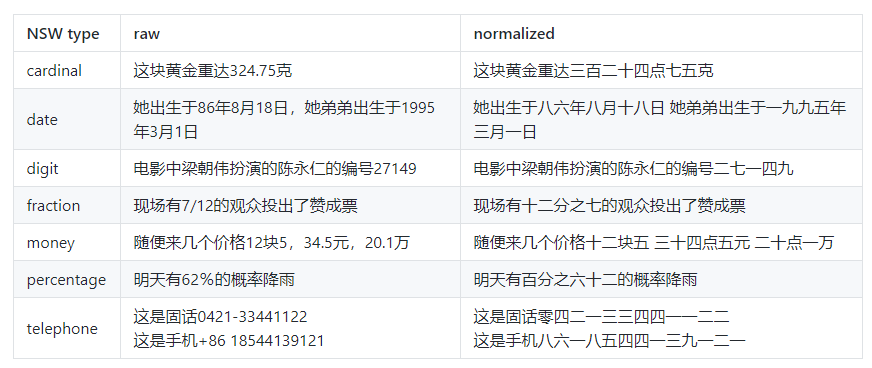 NSW type raw normalized
cardinal 这块黄金重达324.75克 这块黄金重达三百二十四点七五克
date 她出生于86年8月18日，她弟弟出生于1995 她出生于八六年八月十八日 她弟弟出生于一九九五年
年3月1日 三月一日
digit 电影中梁朝伟扮演的陈永仁的编号27149 电影中梁朝伟扮演的陈永仁的编号二七一四九
fraction 现场有7/12的观众投出了赞成票 现场有十二分之七的观众投出了赞成票
money 随便来几个价格12块5，34.5元，20.1万 随便来几个价格十二块五 三十四点五元 二十点一万
percentage 明天有62％的概率降雨 明天有百分之六十二的概率降雨
telephone 这是固话0421-33441122 这是固话零四二一三三四四一一二二
这是手机+86 18544139121 这是手机八六一八五四四一三九一二一